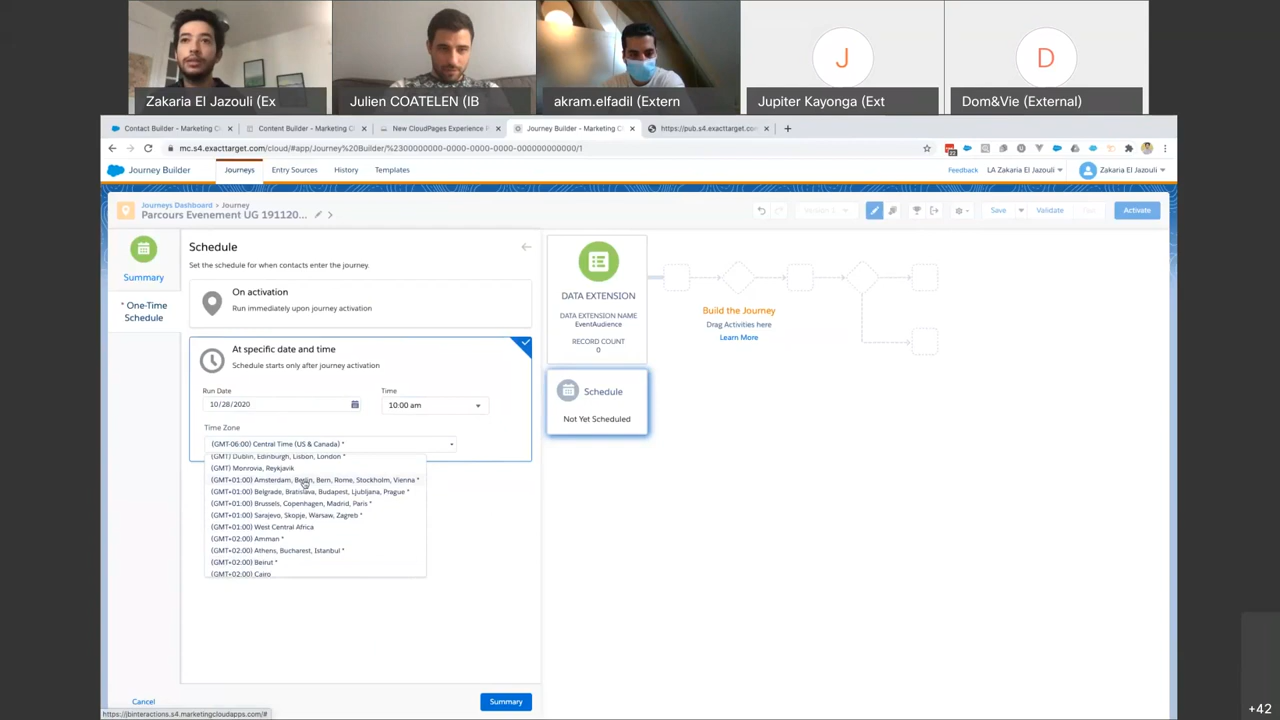 J
D
Zakaria El Jazouli (Ex
Julien COATELEN (IB
akram.elfadil (Extern
Jupiter Kayonga (Ext
Dom&Vie (External)
Contact Builder - Marketing C
Content Builder - Marketing C
New CloudPages Experience
Journey Builder - Marketing C
https://pub.s4.exacttarget.com
mc.s4.exacttarget.com/cloud/#app/Journey%20Builder/%2300000000-0000-0000-0000-000000000000/1
Journey Builder
Journeys
Entry Sources
History
Templates
Feedback
LA Zakaria El Jazouli
Zakaria El Jazouli
Journeys Dashboard › Journey
Parcours Evenement UG 191120...
Save
Validate
Activate
Summary
* One-Time
Schedule
Schedule
Set the schedule for when contacts enter the journey.
On activation
Run immediately upon journey activation
At specific date and time
Schedule starts only after journey activation
Run Date
Time
10/28/2020
10:00 am
Time Zone
(GMT-06:00) Central Time (US & Canada) *
(GMT) Dublin, Edinburgh, Lisbon, London *
(GMT) Monrovia, Reykjavik
(GMT+01:00) Amsterdam, Berlin, Bern, Rome, Stockholm, Vienna *
(GMT+01:00) Belgrade, Bratislava, Budapest, Ljubljana, Prague *
(GMT+01:00) Brussels, Copenhagen, Madrid, Paris *
(GMT+01:00) Sarajevo, Skopje, Warsaw, Zagreb *
(GMT+01:00) West Central Africa
(GMT+02:00) Amman *
(GMT+02:00) Athens, Bucharest, Istanbul *
(GMT+02:00) Beirut *
(GMT+02:00) Cairo
DATA EXTENSION
DATA EXTENSION NAME
EventAudience
RECORD COUNT
0
Schedule
Not Yet Scheduled
Build the Journey
Drag Activities here
Learn More
Cancel
Summary
https://jbinteractions.s4.marketingcloudapps.com/#
+42